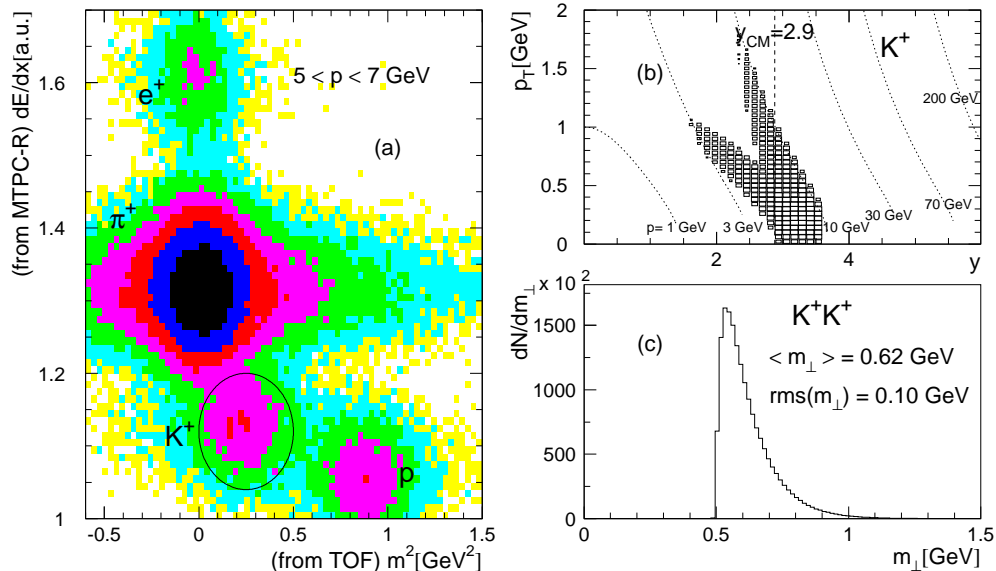 (from MTPC-R) dE/dx[a.u.]
1.6
1.4
1.2
1
e+
5 < p < 7 GeV
(a)
π+
K+
p
-0.5 0 0.5 1 1.5
(from TOF) m²[GeV²]
pT[GeV]
2
1.5
1
0.5
0
yCM=2.9
(b)
K+
200 GeV
p= 1 GeV
3 GeV
10 GeV
30 GeV
70 GeV
2 4 6
y
dN/dm⊥ x 10 2
1500
1000
500
0
K+K+
(c)
< m⊥ > = 0.62 GeV
rms(m⊥) = 0.10 GeV
0 0.5 1 1.5
m⊥[GeV]